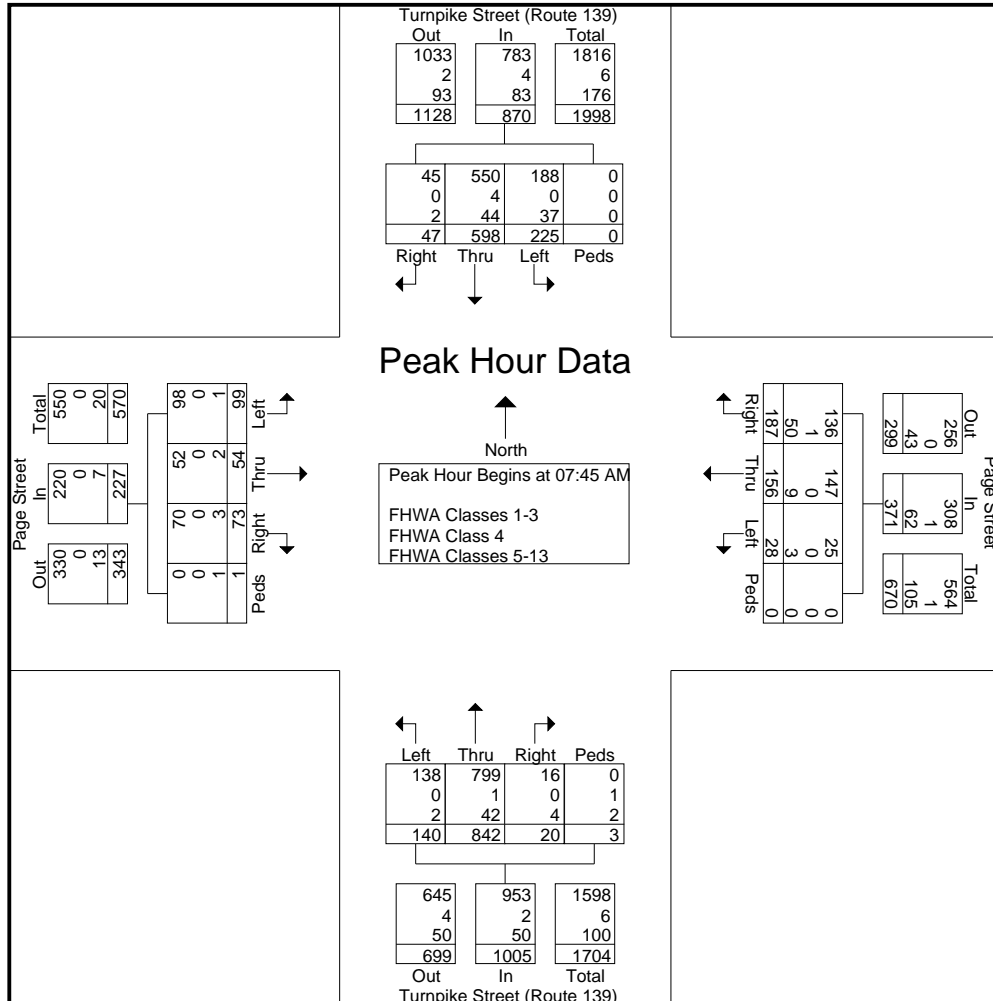 Turnpike Street (Route 139)
Out In Total
1033 783 1816
2 4 6
93 83 176
1128 870 1998
45 550 188 0
0 4 0 0
2 44 37 0
47 598 225 0
Right Thru Left Peds
Peak Hour Data
North
Peak Hour Begins at 07:45 AM
FHWA Classes 1-3
FHWA Class 4
FHWA Classes 5-13
Page Street
Out In Total
330 220 550
0 0 0
13 7 20
343 227 570
98 0 1 99 Left
52 0 2 54 Thru
70 0 3 73 Right
0 0 1 1 Peds
Right 187 50 1 136
Thru 156 9 0 147
Left 28 3 0 25
Peds 0 0 0 0
Page Street
Out In Total
256 308 564
0 1 1
43 62 105
299 371 670
Left Thru Right Peds
138 799 16 0
0 1 0 1
2 42 4 2
140 842 20 3
645 953 1598
4 2 6
50 50 100
699 1005 1704
Out In Total
Turnpike Street (Route 139)